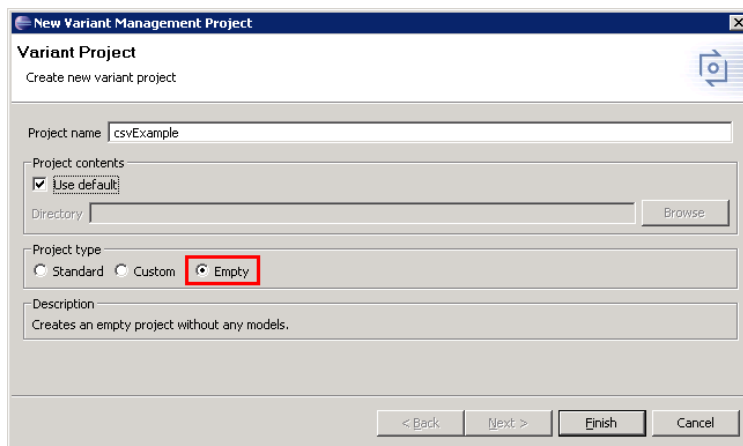 New Variant Management Project
Variant Project
Create new variant project
Project name csvExample
Project contents
Use default
Directory Browse
Project type
Standard Custom Empty
Description
Creates an empty project without any models.
< Back Next > Finish Cancel